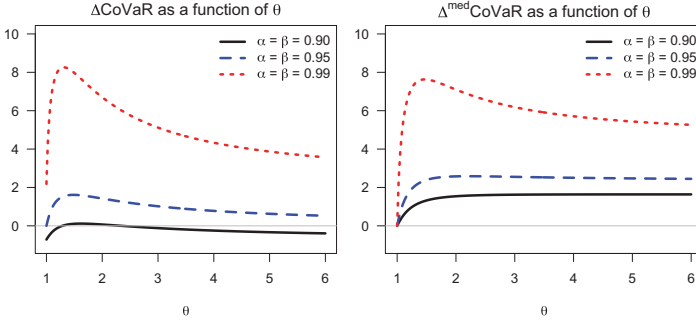 ΔCoVaR as a function of θ
10
8
6
4
2
0
α = β = 0.90
α = β = 0.95
α = β = 0.99
1 2 3 4 5 6
θ
Δ^med CoVaR as a function of θ
10
8
6
4
2
0
α = β = 0.90
α = β = 0.95
α = β = 0.99
1 2 3 4 5 6
θ